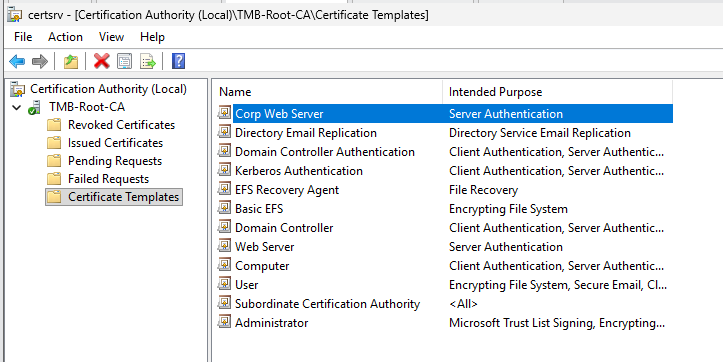 certsrv - [Certification Authority (Local)\TMB-Root-CA\Certificate Templates]
File Action View Help
Certification Authority (Local)
TMB-Root-CA
Revoked Certificates
Issued Certificates
Pending Requests
Failed Requests
Certificate Templates
Name Intended Purpose
Corp Web Server Server Authentication
Directory Email Replication Directory Service Email Replication
Domain Controller Authentication Client Authentication, Server Authentic...
Kerberos Authentication Client Authentication, Server Authentic...
EFS Recovery Agent File Recovery
Basic EFS Encrypting File System
Domain Controller Client Authentication, Server Authentic...
Web Server Server Authentication
Computer Client Authentication, Server Authentic...
User Encrypting File System, Secure Email, Cl...
Subordinate Certification Authority <All>
Administrator Microsoft Trust List Signing, Encrypting...